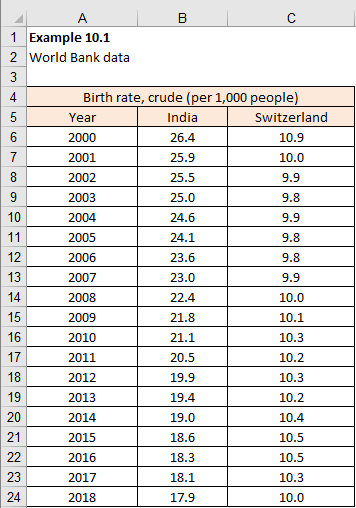 A B C
1 Example 10.1
2 World Bank data
3
4 Birth rate, crude (per 1,000 people)
5 Year India Switzerland
6 2000 26.4 10.9
7 2001 25.9 10.0
8 2002 25.5 9.9
9 2003 25.0 9.8
10 2004 24.6 9.9
11 2005 24.1 9.8
12 2006 23.6 9.8
13 2007 23.0 9.9
14 2008 22.4 10.0
15 2009 21.8 10.1
16 2010 21.1 10.3
17 2011 20.5 10.2
18 2012 19.9 10.3
19 2013 19.4 10.2
20 2014 19.0 10.4
21 2015 18.6 10.5
22 2016 18.3 10.5
23 2017 18.1 10.3
24 2018 17.9 10.0